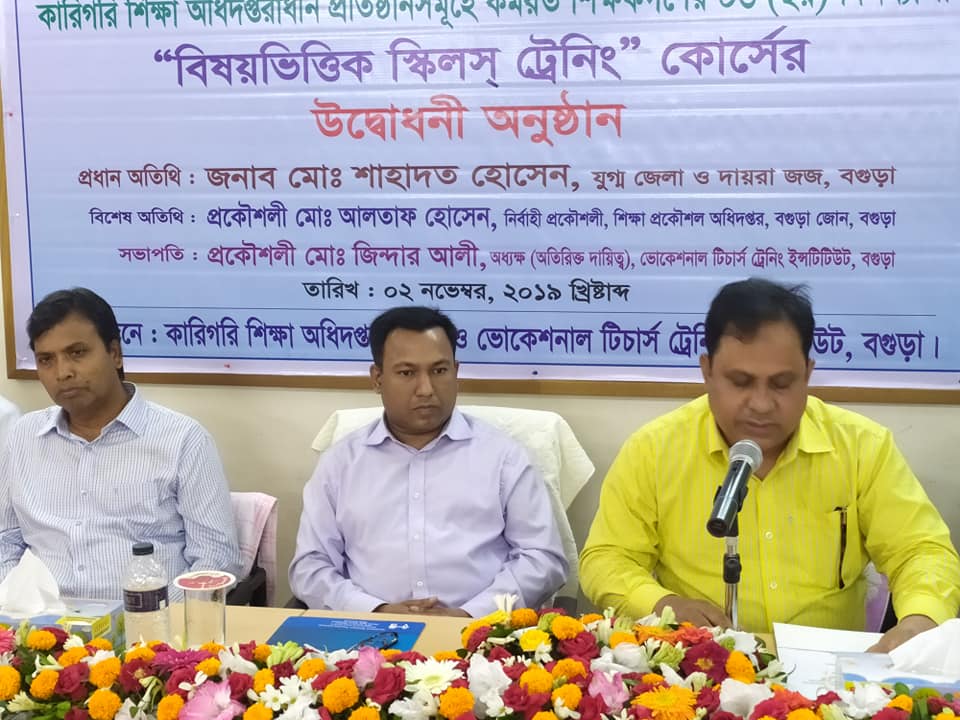 কারিগরি শিক্ষা অধিদপ্তরাধীন প্রতিষ্ঠানসমূহে কর্মরত শিক্ষকগণের
“বিষয়ভিত্তিক স্কিলস্ ট্রেনিং” কোর্সের
উদ্বোধনী অনুষ্ঠান
প্রধান অতিথি : জনাব মোঃ শাহাদত হোসেন, যুগ্ম জেলা ও দায়রা জজ, বগুড়া
বিশেষ অতিথি : প্রকৌশলী মোঃ আলতাফ হোসেন, নির্বাহী প্রকৌশলী, শিক্ষা প্রকৌশল অধিদপ্তর, বগুড়া জোন, বগুড়া
সভাপতি : প্রকৌশলী মোঃ জিন্দার আলী, অধ্যক্ষ (অতিরিক্ত দায়িত্ব), ভোকেশনাল টিচার্স ট্রেনিং ইন্সটিটিউট, বগুড়া
তারিখ : ০২ নভেম্বর, ২০১৯ খ্রিষ্টাব্দ
কারিগরি শিক্ষা ও ভোকেশনাল টিচার্স বগুড়া।